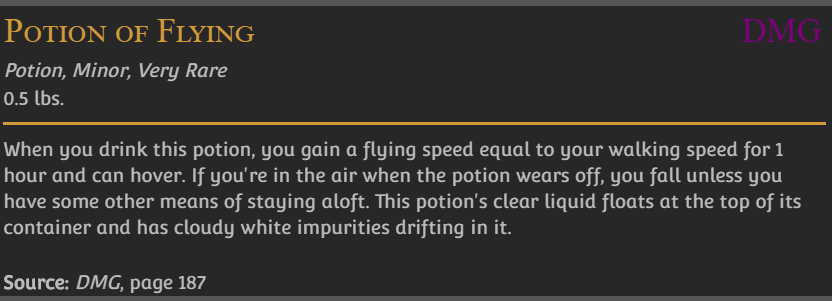 Potion of Flying DMG
Potion, Minor, Very Rare
0.5 lbs.
When you drink this potion, you gain a flying speed equal to your walking speed for 1
hour and can hover. If you're in the air when the potion wears off, you fall unless you
have some other means of staying aloft. This potion's clear liquid floats at the top of its
container and has cloudy white impurities drifting in it.
Source: DMG, page 187